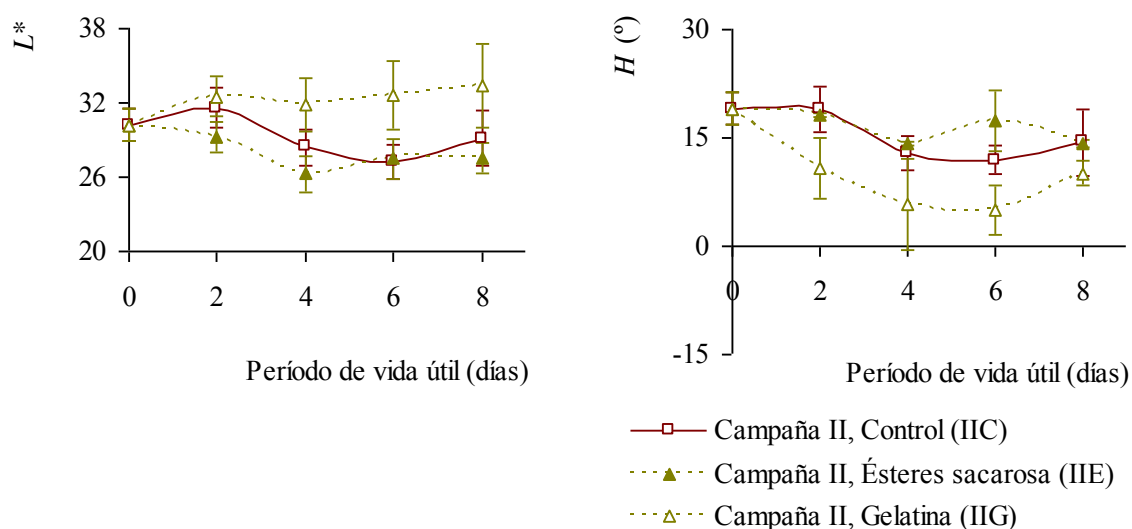 L*
38
32
26
20
0 2 4 6 8
Período de vida útil (días)
H (º)
30
15
0
-15
0 2 4 6 8
Período de vida útil (días)
Campaña II, Control (IIC)
Campaña II, Ésteres sacarosa (IIE)
Campaña II, Gelatina (IIG)